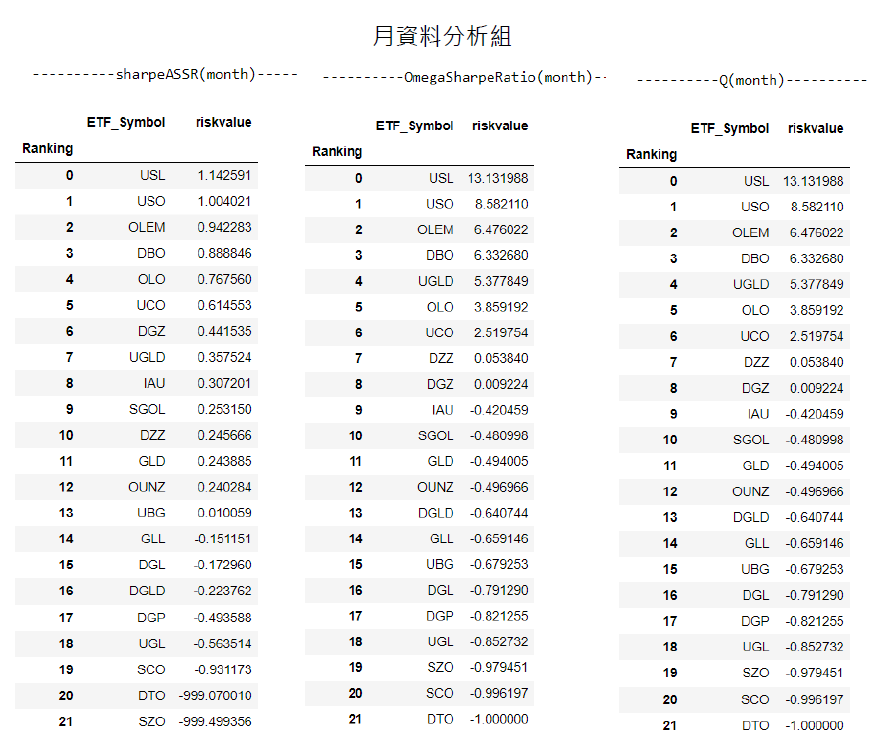 月資料分析組
----------sharpeASSR(month)-----
ETF_Symbol riskvalue
Ranking
0 USL 1.142591
1 USO 1.004021
2 OLEM 0.942283
3 DBO 0.888846
4 OLO 0.767560
5 UCO 0.614553
6 DGZ 0.441535
7 UGLD 0.357524
8 IAU 0.307201
9 SGOL 0.253150
10 DZZ 0.245666
11 GLD 0.243885
12 OUNZ 0.240284
13 UBG 0.010059
14 GLL -0.151151
15 DGL -0.172960
16 DGLD -0.223762
17 DGP -0.493588
18 UGL -0.563514
19 SCO -0.931173
20 DTO -999.070010
21 SZO -999.499356
----------OmegaSharpeRatio(month)--
ETF_Symbol riskvalue
Ranking
0 USL 13.131988
1 USO 8.582110
2 OLEM 6.476022
3 DBO 6.332680
4 UGLD 5.377849
5 OLO 3.859192
6 UCO 2.519754
7 DZZ 0.053840
8 DGZ 0.009224
9 IAU -0.420459
10 SGOL -0.480998
11 GLD -0.494005
12 OUNZ -0.496966
13 DGLD -0.640744
14 GLL -0.659146
15 UBG -0.679253
16 DGL -0.791290
17 DGP -0.821255
18 UGL -0.852732
19 SZO -0.979451
20 SCO -0.996197
21 DTO -1.000000
----------Q(month)----------
ETF_Symbol riskvalue
Ranking
0 USL 13.131988
1 USO 8.582110
2 OLEM 6.476022
3 DBO 6.332680
4 UGLD 5.377849
5 OLO 3.859192
6 UCO 2.519754
7 DZZ 0.053840
8 DGZ 0.009224
9 IAU -0.420459
10 SGOL -0.480998
11 GLD -0.494005
12 OUNZ -0.496966
13 DGLD -0.640744
14 GLL -0.659146
15 UBG -0.679253
16 DGL -0.791290
17 DGP -0.821255
18 UGL -0.852732
19 SZO -0.979451
20 SCO -0.996197
21 DTO -1.000000